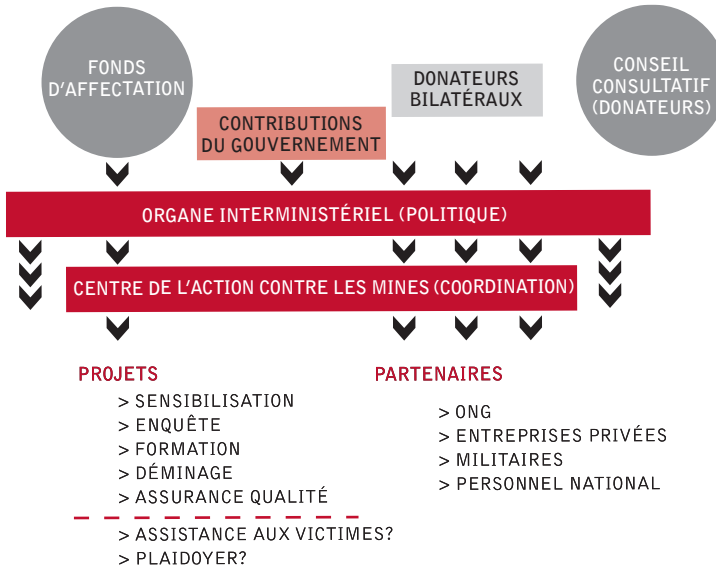 FONDS
D'AFFECTATION
CONTRIBUTIONS
DU GOUVERNEMENT
DONATEURS
BILATÉRAUX
CONSEIL
CONSULTATIF
(DONATEURS)
ORGANE INTERMINISTÉRIEL (POLITIQUE)
CENTRE DE L'ACTION CONTRE LES MINES (COORDINATION)
PROJETS
> SENSIBILISATION
> ENQUÊTE
> FORMATION
> DÉMINAGE
> ASSURANCE QUALITÉ
> ASSISTANCE AUX VICTIMES?
> PLAIDOYER?
PARTENAIRES
> ONG
> ENTREPRISES PRIVÉES
> MILITAIRES
> PERSONNEL NATIONAL